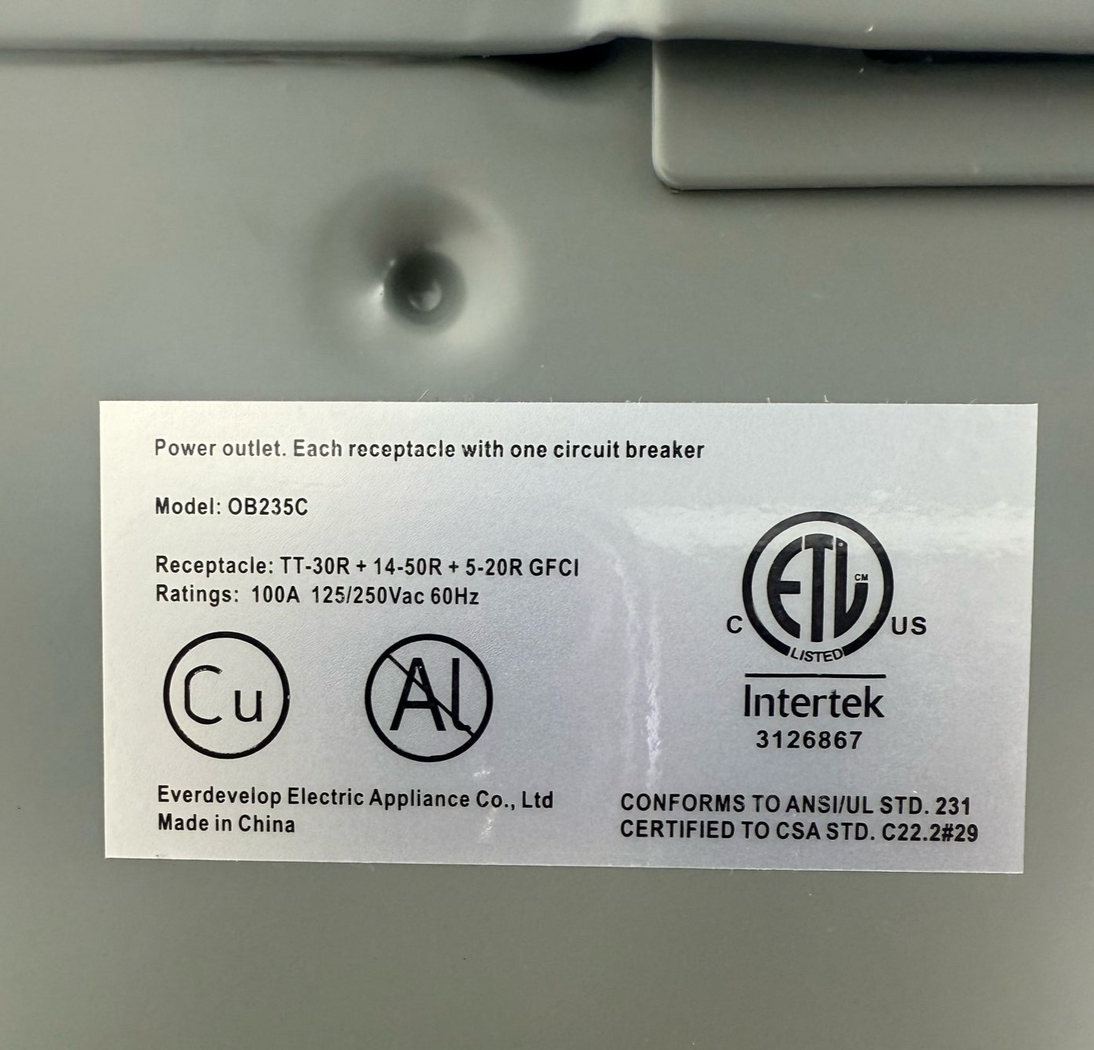 Power outlet. Each receptacle with one circuit breaker
Model: OB235C
Receptacle: TT-30R + 14-50R + 5-20R GFCI
Ratings: 100A 125/250Vac 60Hz
Cu
Al
ETL CM
C US
LISTED
Intertek
3126867
Everdevelop Electric Appliance Co., Ltd
Made in China
CONFORMS TO ANSI/UL STD. 231
CERTIFIED TO CSA STD. C22.2#29